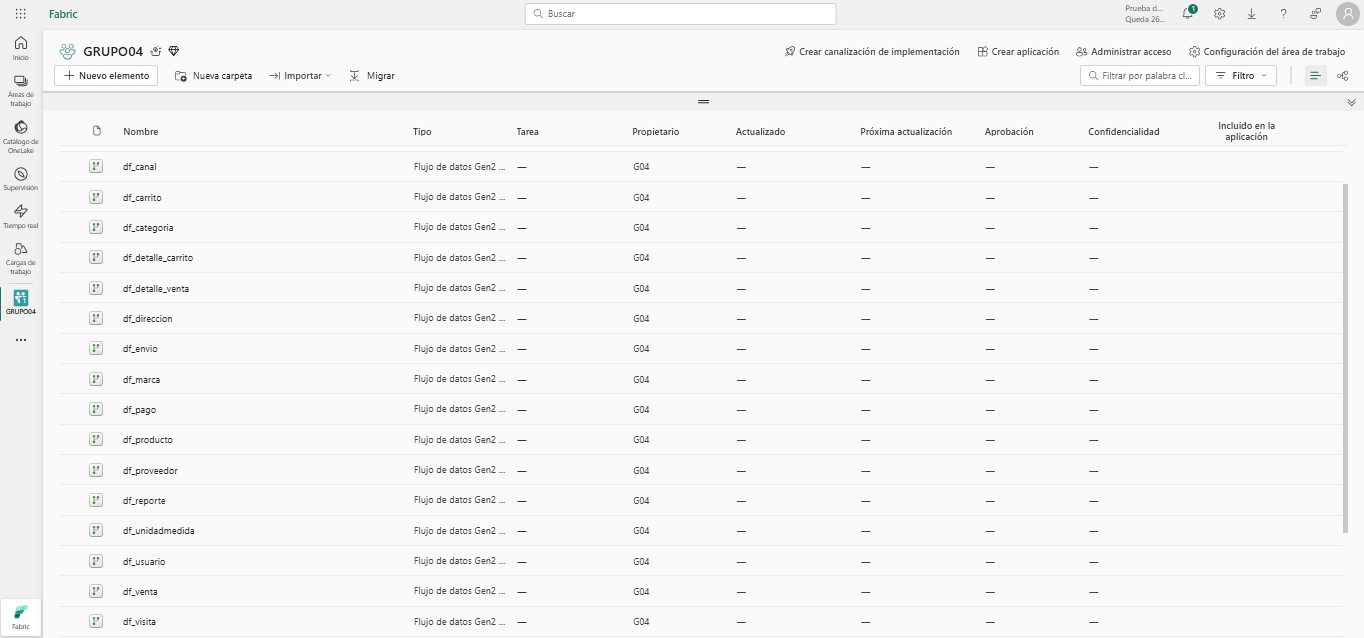 Fabric
Buscar
Prueba d...
Queda 26...
1
Inicio
Áreas de
trabajo
Catálogo de
OneLake
Supervisión
Tiempo real
Cargas de
trabajo
GRUPO04
...
Fabric
GRUPO04
Crear canalización de implementación
Crear aplicación
Administrar acceso
Configuración del área de trabajo
Nuevo elemento
Nueva carpeta
Importar
Migrar
Filtrar por palabra cl...
Filtro
Nombre Tipo Tarea Propietario Actualizado Próxima actualización Aprobación Confidencialidad Incluido en la
aplicación
df_canal Flujo de datos Gen2 ... — G04 — — — —
df_carrito Flujo de datos Gen2 ... — G04 — — — —
df_categoria Flujo de datos Gen2 ... — G04 — — — —
df_detalle_carrito Flujo de datos Gen2 ... — G04 — — — —
df_detalle_venta Flujo de datos Gen2 ... — G04 — — — —
df_direccion Flujo de datos Gen2 ... — G04 — — — —
df_envio Flujo de datos Gen2 ... — G04 — — — —
df_marca Flujo de datos Gen2 ... — G04 — — — —
df_pago Flujo de datos Gen2 ... — G04 — — — —
df_producto Flujo de datos Gen2 ... — G04 — — — —
df_proveedor Flujo de datos Gen2 ... — G04 — — — —
df_reporte Flujo de datos Gen2 ... — G04 — — — —
df_unidadmedida Flujo de datos Gen2 ... — G04 — — — —
df_usuario Flujo de datos Gen2 ... — G04 — — — —
df_venta Flujo de datos Gen2 ... — G04 — — — —
df_visita Flujo de datos Gen2 ... — G04 — — — —